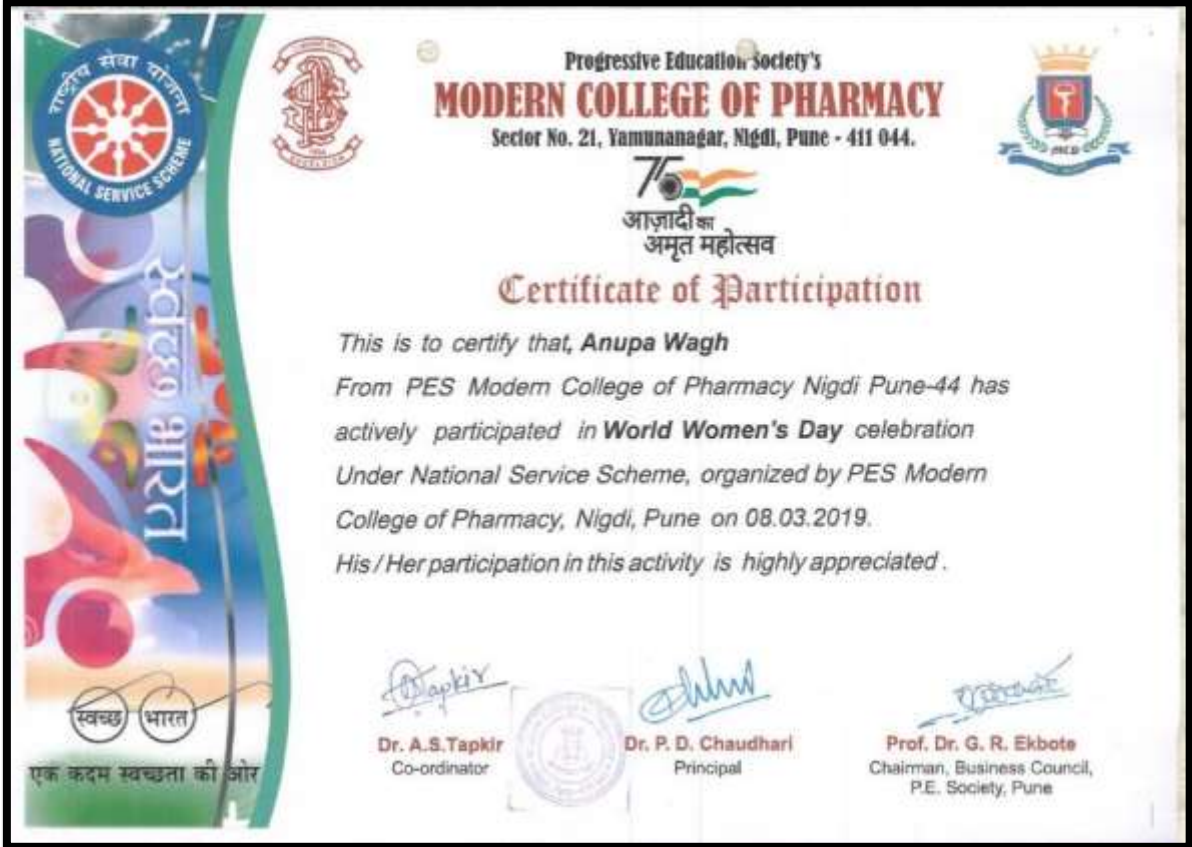 राष्ट्रीय सेवा योजना
NATIONAL SERVICE SCHEME
Progressive Education Society's
MODERN COLLEGE OF PHARMACY
Sector No. 21, Yamunanagar, Nigdi, Pune - 411 044.
75
आज़ादी का
अमृत महोत्सव
Certificate of Participation
This is to certify that, Anupa Wagh
From PES Modern College of Pharmacy Nigdi Pune-44 has
actively participated in World Women's Day celebration
Under National Service Scheme, organized by PES Modern
College of Pharmacy, Nigdi, Pune on 08.03.2019.
His / Her participation in this activity is highly appreciated .
स्वच्छ भारत
स्वच्छ भारत
एक कदम स्वच्छता की ओर
Dr. A.S.Tapkir
Co-ordinator
Dr. P. D. Chaudhari
Principal
Prof. Dr. G. R. Ekbote
Chairman, Business Council,
P.E. Society, Pune